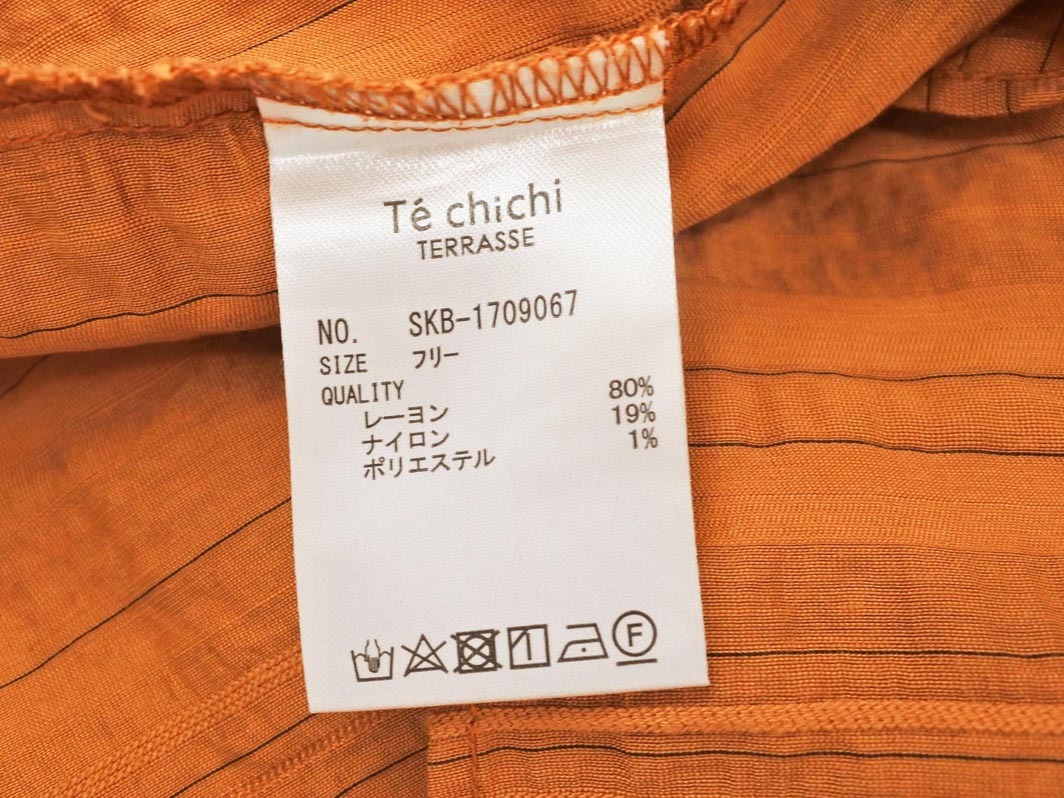 Té chichi
TERRASSE
NO. SKB-1709067
SIZE フリー
QUALITY
レーヨン 80%
ナイロン 19%
ポリエステル 1%
F